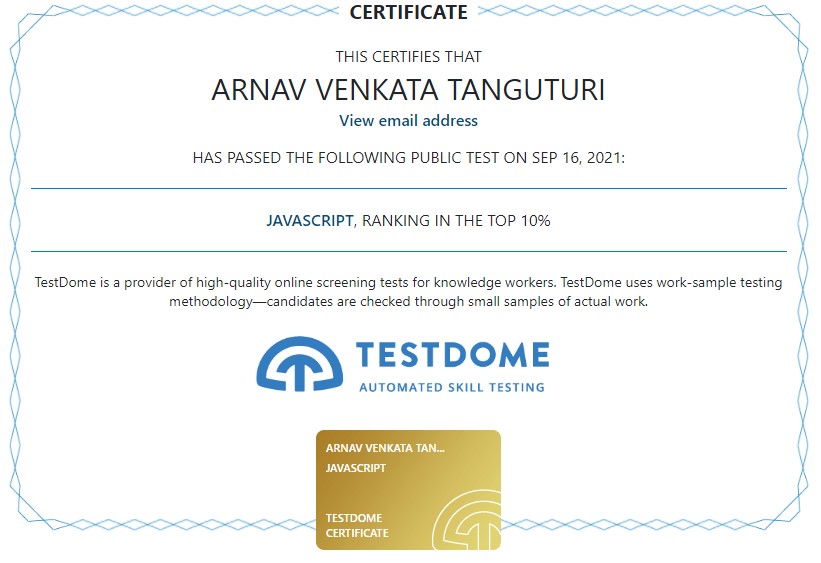 CERTIFICATE
THIS CERTIFIES THAT
ARNAV VENKATA TANGUTURI
View email address
HAS PASSED THE FOLLOWING PUBLIC TEST ON SEP 16, 2021:
JAVASCRIPT, RANKING IN THE TOP 10%
TestDome is a provider of high-quality online screening tests for knowledge workers. TestDome uses work-sample testing
methodology—candidates are checked through small samples of actual work.
TESTDOME
AUTOMATED SKILL TESTING
ARNAV VENKATA TAN...
JAVASCRIPT
TESTDOME
CERTIFICATE